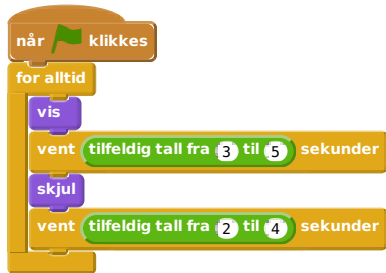 når klikkes
for alltid
vis
vent tilfeldig tall fra 3 til 5 sekunder
skjul
vent tilfeldig tall fra 2 til 4 sekunder